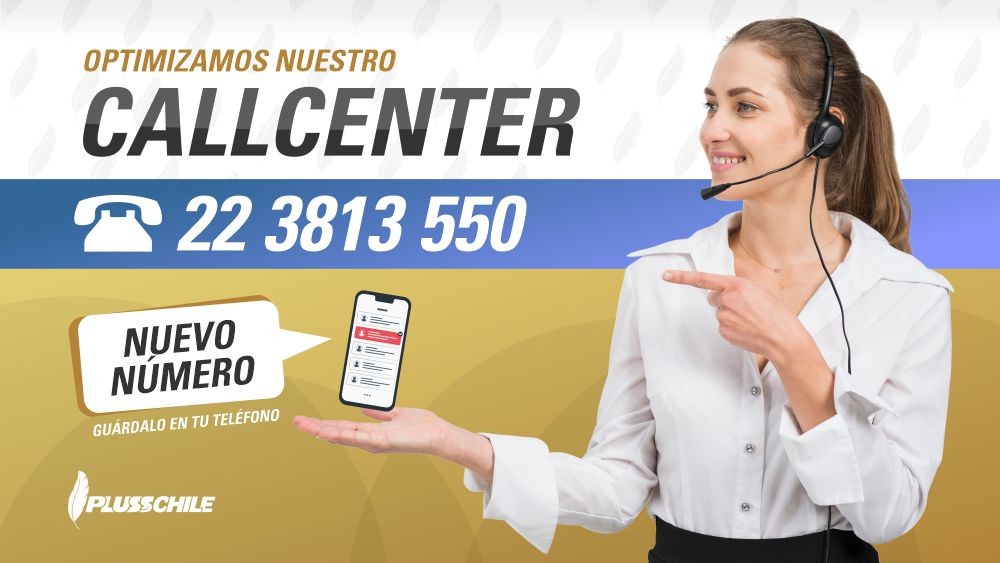 OPTIMIZAMOS NUESTRO
CALLCENTER
22 3813 550
NUEVO
NÚMERO
GUÁRDALO EN TU TELÉFONO
PLUSSCHILE